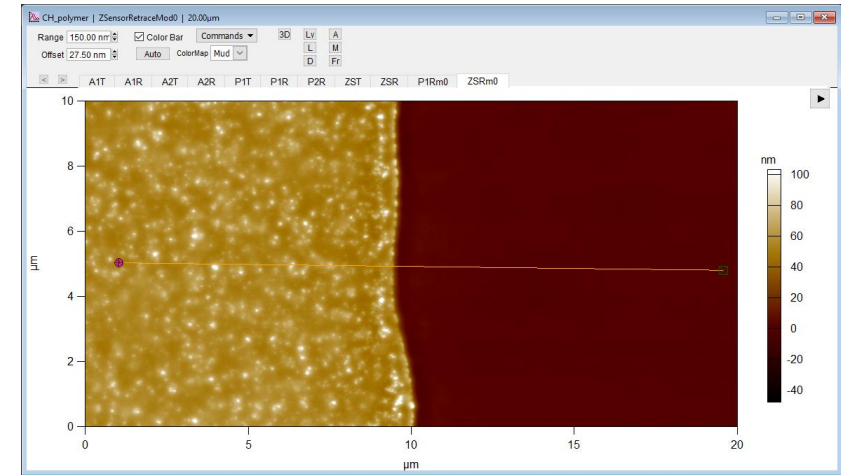 CH_polymer | ZSensorRetraceMod0 | 20.00µm
Range 150.00 nm Color Bar Commands 3D Lv A
Offset 27.50 nm Auto ColorMap Mud L M
D Fr
< > A1T A1R A2T A2R P1T P1R P2R ZST ZSR P1Rm0 ZSRm0
10
8
6
4
2
0
µm
0 5 10 15 20
µm
nm
100
80
60
40
20
0
-20
-40